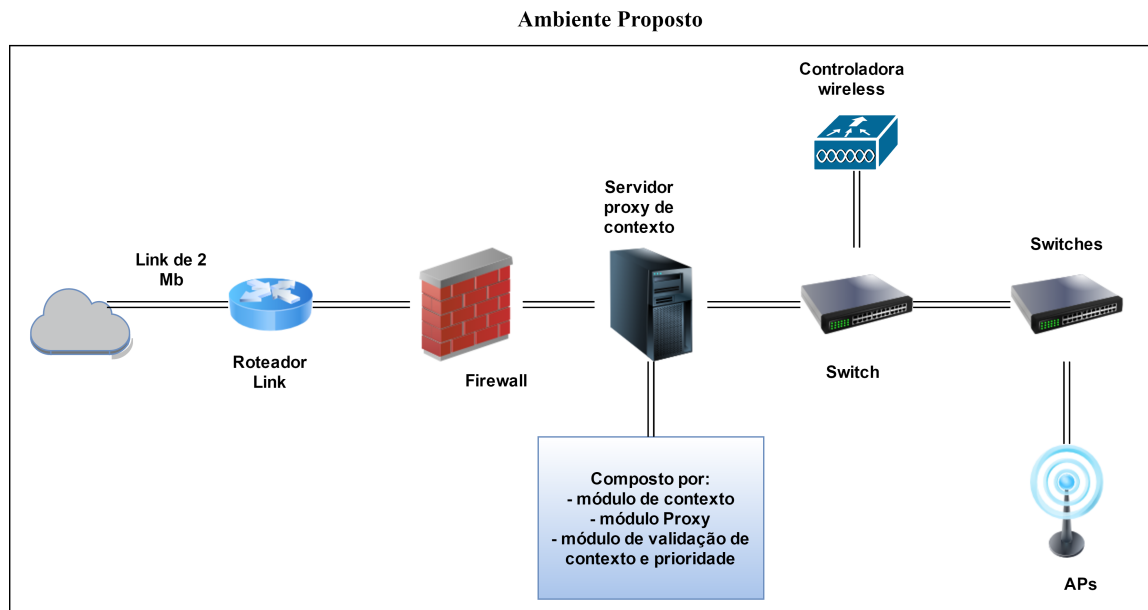 Ambiente Proposto
Controladora
wireless
Servidor
proxy de
contexto
Switches
Link de 2
Mb
Roteador
Link
Firewall
Switch
Composto por:
- módulo de contexto
- módulo Proxy
- módulo de validação de
contexto e prioridade
APs